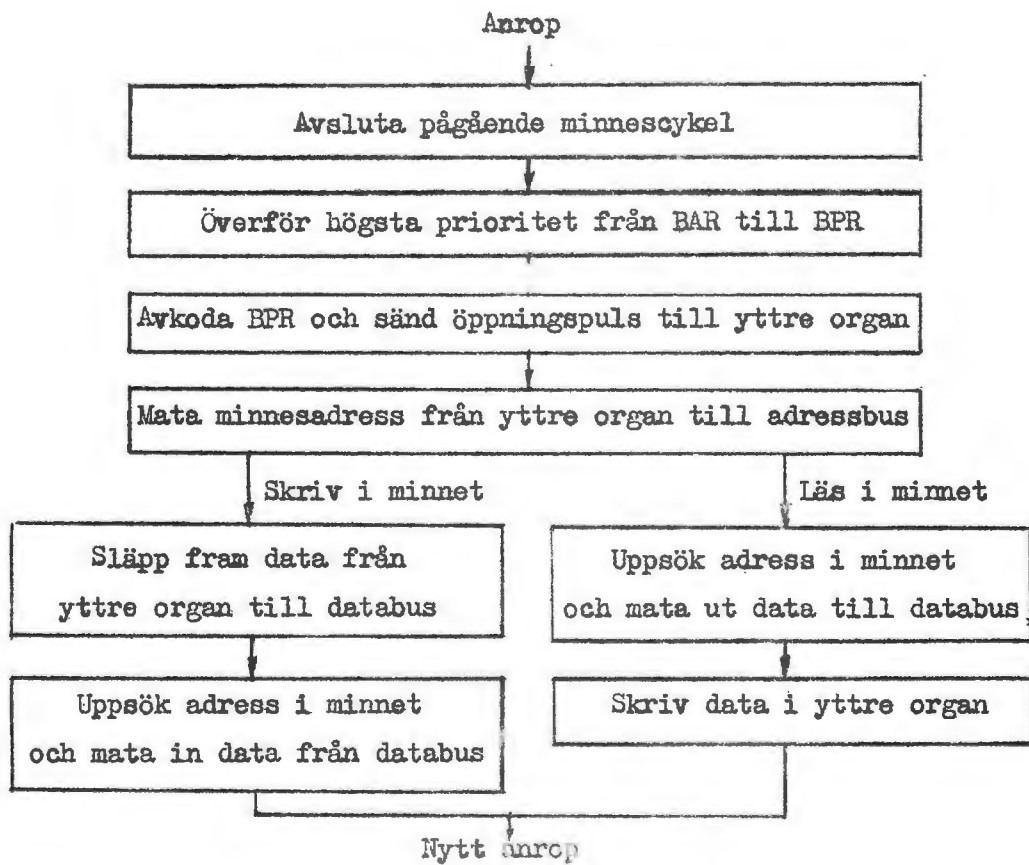 Anrop
Avsluta pågående minnescykel
Överför högsta prioritet från BAR till BPR
Avkoda BPR och sänd öppningspuls till yttre organ
Mata minnesadress från yttre organ till adressbus
Skriv i minnet
Släpp fram data från
yttre organ till databus
Uppsök adress i minnet
och mata in data från databus
Läs i minnet
Uppsök adress i minnet
och mata ut data till databus
Skriv data i yttre organ
Nytt anrop